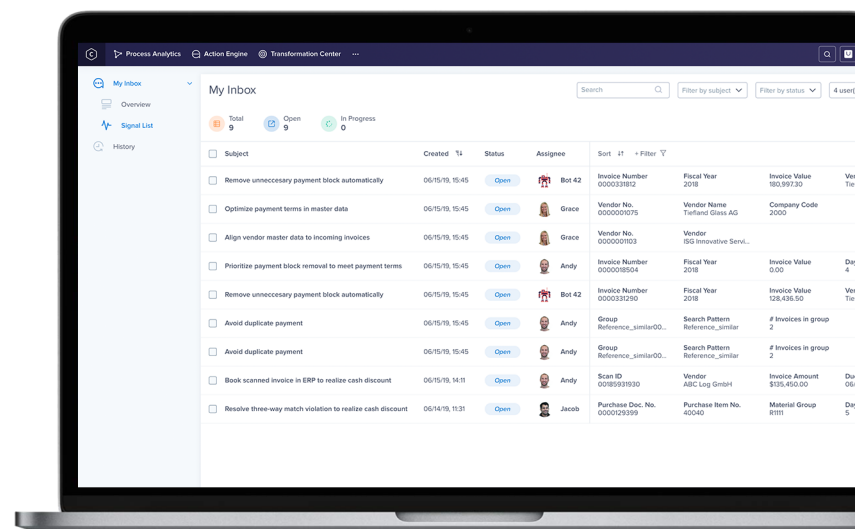 C Process Analytics Action Engine Transformation Center ...
My Inbox
Overview
Signal List
History
My Inbox
Search Filter by subject Filter by status 4 user(
Total Open In Progress
9 9 0
Subject Created Status Assignee Sort + Filter
Remove unneccesary payment block automatically 06/15/19, 15:45 Open Bot 42
Invoice Number Fiscal Year Invoice Value
0000331812 2018 180,997.30
Optimize payment terms in master data 06/15/19, 15:45 Open Grace
Vendor No. Vendor Name Company Code
0000001075 Tiefland Glass AG 2000
Align vendor master data to incoming invoices 06/15/19, 15:45 Open Grace
Vendor No. Vendor
0000001103 ISG Innovative Servi...
Prioritize payment block removal to meet payment terms 06/15/19, 15:45 Open Andy
Invoice Number Fiscal Year Invoice Value Day
0000018504 2018 0.00 4
Remove unneccesary payment block automatically 06/15/19, 15:45 Open Bot 42
Invoice Number Fiscal Year Invoice Value
0000331290 2018 128,436.50
Avoid duplicate payment 06/15/19, 15:45 Open Andy
Group Search Pattern # Invoices in group
Reference_similar00... Reference_similar 2
Avoid duplicate payment 06/15/19, 15:45 Open Andy
Group Search Pattern # Invoices in group
Reference_similar00... Reference_similar 2
Book scanned invoice in ERP to realize cash discount 06/15/19, 14:11 Open Andy
Scan ID Vendor Invoice Amount
00185931930 ABC Log GmbH $135,450.00
Resolve three-way match violation to realize cash discount 06/14/19, 11:31 Open Jacob
Purchase Doc. No. Purchase Item No. Material Group Day
0000129399 40040 R1111 5